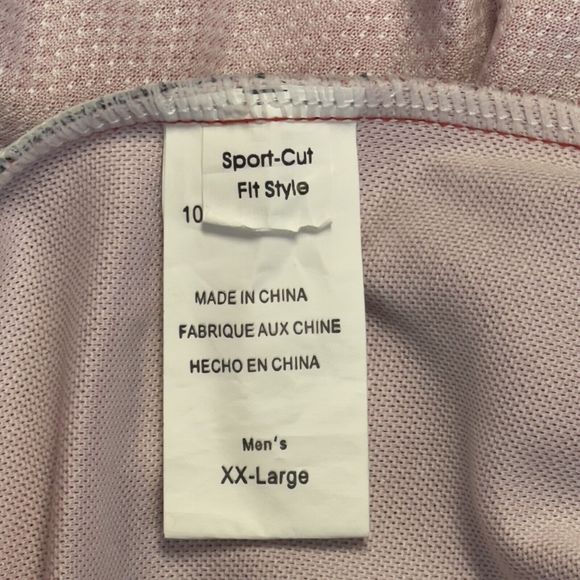 Sport-Cut
Fit Style
10
MADE IN CHINA
FABRIQUE AUX CHINE
HECHO EN CHINA
Men's
XX-Large